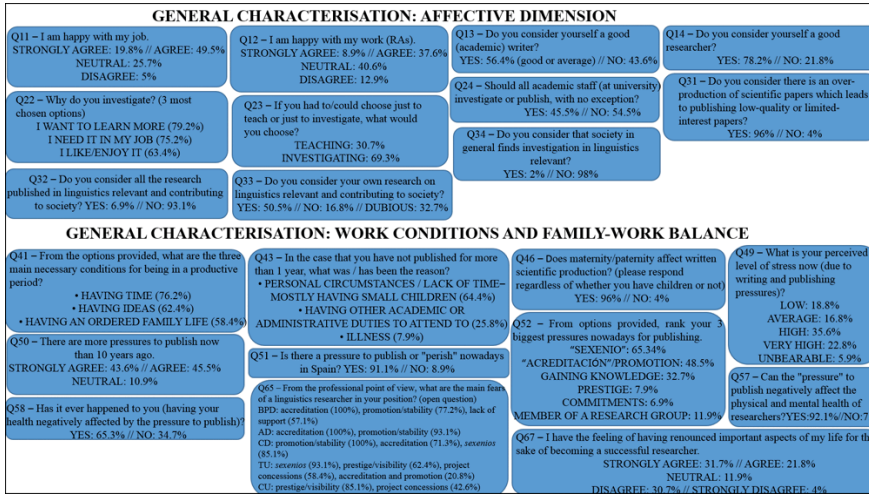 GENERAL CHARACTERISATION: AFFECTIVE DIMENSION
Q11 – I am happy with my job.
STRONGLY AGREE: 19.8% // AGREE: 49.5%
NEUTRAL: 25.7%
DISAGREE: 5%
Q12 – I am happy with my work (RAs).
STRONGLY AGREE: 8.9% // AGREE: 37.6%
NEUTRAL: 40.6%
DISAGREE: 12.9%
Q13 – Do you consider yourself a good
(academic) writer?
YES: 56.4% (good or average) // NO: 43.6%
Q14 – Do you consider yourself a good
researcher?
YES: 78.2% // NO: 21.8%
Q22 – Why do you investigate? (3 most
chosen options)
I WANT TO LEARN MORE (79.2%)
I NEED IT IN MY JOB (75.2%)
I LIKE/ENJOY IT (63.4%)
Q23 – If you had to/could choose just to
teach or just to investigate, what would
you choose?
TEACHING: 30.7%
INVESTIGATING: 69.3%
Q24 – Should all academic staff (at university)
investigate or publish, with no exception?
YES: 45.5% // NO: 54.5%
Q31 – Do you consider there is an over-
production of scientific papers which leads
to publishing low-quality or limited-
interest papers?
YES: 96% // NO: 4%
Q34 – Do you consider that society in
general finds investigation in linguistics
relevant?
YES: 2% // NO: 98%
Q32 – Do you consider all the research
published in linguistics relevant and contributing
to society? YES: 6.9% // NO: 93.1%
Q33 – Do you consider your own research on
linguistics relevant and contributing to society?
YES: 50.5% // NO: 16.8% // DUBIOUS: 32.7%
GENERAL CHARACTERISATION: WORK CONDITIONS AND FAMILY-WORK BALANCE
Q41 – From the options provided, what are the three
main necessary conditions for being in a productive
period?
• HAVING TIME (76.2%)
• HAVING IDEAS (62.4%)
• HAVING AN ORDERED FAMILY LIFE (58.4%)
Q43 – In the case that you have not published for more
than 1 year, what was / has been the reason?
• PERSONAL CIRCUMSTANCES / LACK OF TIME–
MOSTLY HAVING SMALL CHILDREN (64.4%)
• HAVING OTHER ACADEMIC OR
ADMINISTRATIVE DUTIES TO ATTEND TO (25.8%)
• ILLNESS (7.9%)
Q46 – Does maternity/paternity affect written
scientific production? (please respond
regardless of whether you have children or not)
YES: 96% // NO: 4%
Q49 – What is your perceived
level of stress now (due to
writing and publishing
pressures)?
LOW: 18.8%
AVERAGE: 16.8%
HIGH: 35.6%
VERY HIGH: 22.8%
UNBEARABLE: 5.9%
Q50 – There are more pressures to publish now
than 10 years ago.
STRONGLY AGREE: 43.6% // AGREE: 45.5%
NEUTRAL: 10.9%
Q51 – Is there a pressure to publish or "perish" nowadays
in Spain? YES: 91.1% // NO: 8.9%
Q52 – From options provided, rank your 3
biggest pressures nowadays for publishing.
"SEXENIO": 65.34%
"ACREDITACIÓN"/PROMOTION: 48.5%
GAINING KNOWLEDGE: 32.7%
PRESTIGE: 7.9%
COMMITMENTS: 6.9%
MEMBER OF A RESEARCH GROUP: 11.9%
Q57 – Can the "pressure" to
publish negatively affect the
physical and mental health of
researchers?YES:92.1%//NO:7
Q58 – Has it ever happened to you (having your
health negatively affected by the pressure to publish)?
YES: 65.3% // NO: 34.7%
Q65 – From the professional point of view, what are the main fears
of a linguistics researcher in your position? (open question)
BPD: accreditation (100%), promotion/stability (77.2%), lack of
support (57.1%)
AD: accreditation (100%), promotion/stability (93.1%)
CD: promotion/stability (100%), accreditation (71.3%), sexenios
(85.1%)
TU: sexenios (93.1%), prestige/visibility (62.4%), project
concessions (58.4%), accreditation and promotion (20.8%)
CU: prestige/visibility (85.1%), project concessions (42.6%)
Q67 – I have the feeling of having renounced important aspects of my life for the
sake of becoming a successful researcher.
STRONGLY AGREE: 31.7% // AGREE: 21.8%
NEUTRAL: 11.9%
DISAGREE: 30.7% // STRONGLY DISAGREE: 4%